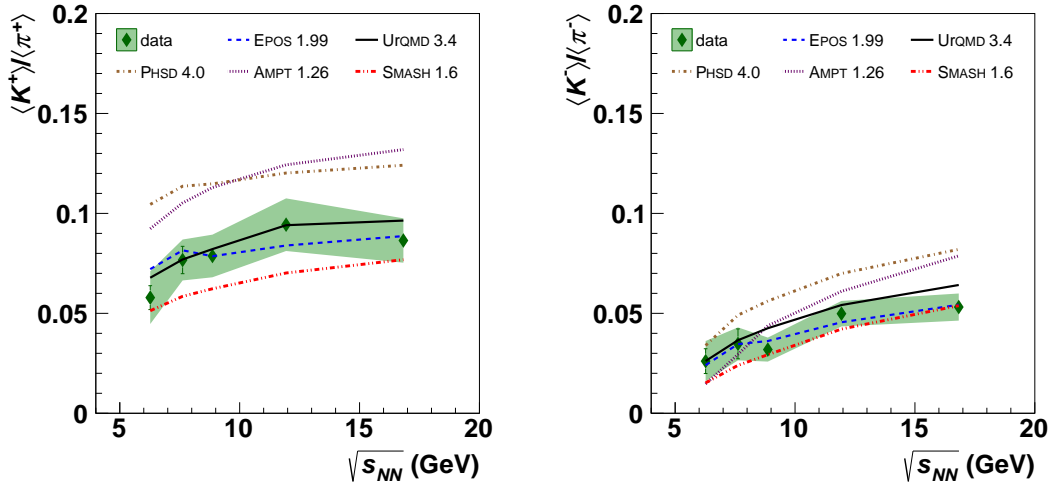 ⟨K⁺⟩/⟨π⁺⟩
0.2
0.15
0.1
0.05
0
data
EPOS 1.99
URQMD 3.4
PHSD 4.0
AMPT 1.26
SMASH 1.6
5 10 15 20
√s_NN (GeV)
⟨K⁻⟩/⟨π⁻⟩
0.2
0.15
0.1
0.05
0
data
EPOS 1.99
URQMD 3.4
PHSD 4.0
AMPT 1.26
SMASH 1.6
5 10 15 20
√s_NN (GeV)